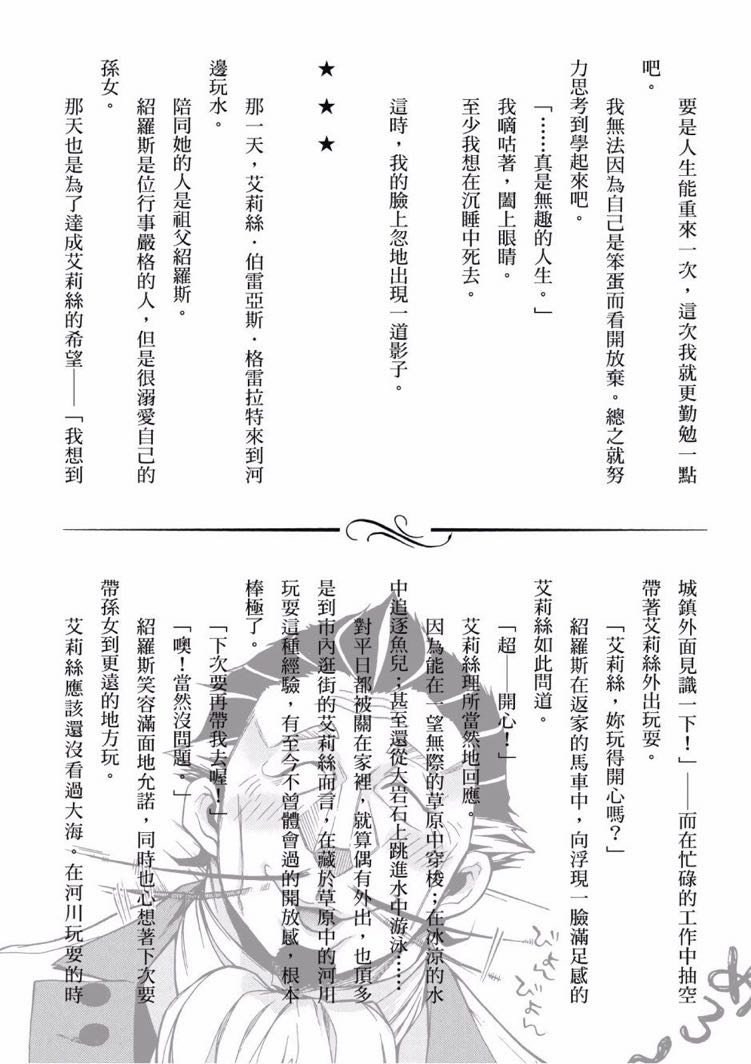 要是人生能重來一次，這次我就更勤勉一點
吧。
我無法因為自己是笨蛋而看開放棄。總之就努
力思考到學起來吧。
「……真是無趣的人生。」
我嘀咕著，闔上眼睛。
至少我想在沉睡中死去。
這時，我的臉上忽地出現一道影子。
★ ★ ★
那一天，艾莉絲．伯雷亞斯．格雷拉特來到河
邊玩水。
陪同她的人是祖父紹羅斯。
紹羅斯是位行事嚴格的人，但是很溺愛自己的
孫女。
那天也是為了達成艾莉絲的希望——「我想到
城鎮外面見識一下！」——而在忙碌的工作中抽空
帶著艾莉絲外出玩耍。
「艾莉絲，妳玩得開心嗎？」
紹羅斯在返家的馬車中，向浮現一臉滿足感的
艾莉絲如此問道。
「超——開心！」
艾莉絲理所當然地回應。
因為能在一望無際的草原中穿梭；在冰涼的水
中追逐魚兒；甚至還從大岩石上跳進水中游泳……
對平日都被關在家裡，就算偶有外出，也頂多
是到市內逛街的艾莉絲而言，在藏於草原中的河川
玩耍這種經驗，有至今不曾體會過的開放感，根本
棒極了。
「下次要再帶我去喔！」
「噢！當然沒問題。」
紹羅斯笑容滿面地允諾，同時也心想著下次要
帶孫女到更遠的地方玩。
艾莉絲應該還沒看過大海。在河川玩耍的時
びよん
びよん